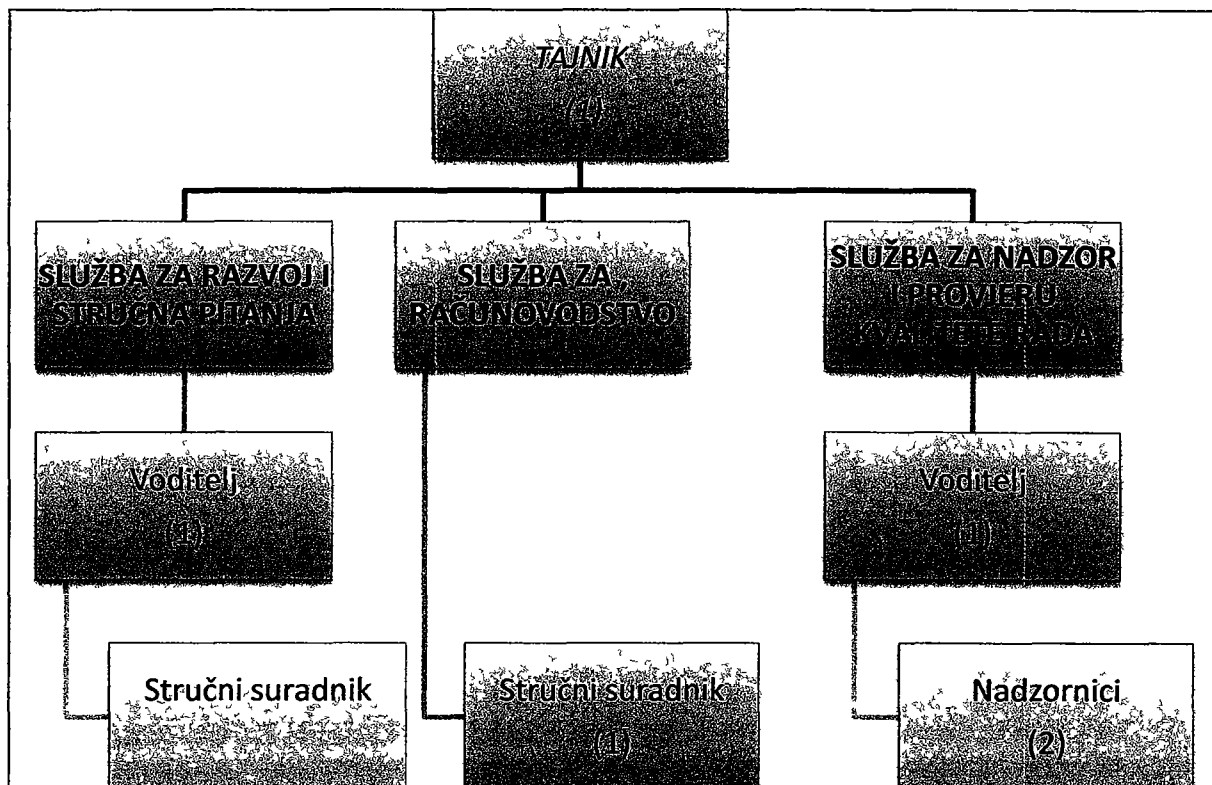 TAJNIK
(1)
SLUŽBA ZA RAZVOJ I
STRUČNA PITANJA
SLUŽBA ZA ,
RAČUNOVODSTVO
SLUŽBA ZA NADZOR
I PROVJERU
KVALITETE RADA
Voditelj
(1)
Voditelj
(1)
Stručni suradnik
Stručni suradnik
(1)
Nadzornici
(2)